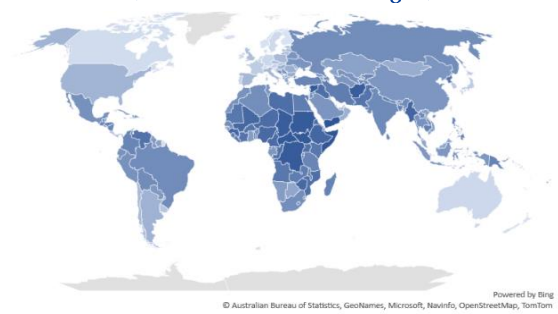 Powered by Bing
© Australian Bureau of Statistics, GeoNames, Microsoft, Navinfo, OpenStreetMap, TomTom